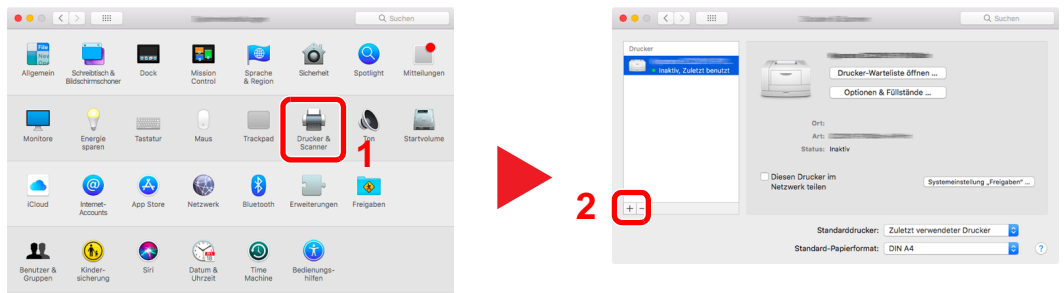 Suchen
Allgemein
Schreibtisch &
Bildschirmschoner
Dock
Mission
Control
Sprache
& Region
Sicherheit
Spotlight
Mitteilungen
Monitore
Energie
sparen
Tastatur
Maus
Trackpad
Drucker &
Scanner
Ton
Startvolume
1
iCloud
Internet-
Accounts
App Store
Netzwerk
Bluetooth
Erweiterungen
Freigaben
Benutzer &
Gruppen
Kinder-
sicherung
Siri
Datum &
Uhrzeit
Time
Machine
Bedienungs-
hilfen
Suchen
Drucker
Inaktiv, Zuletzt benutzt
Drucker-Warteliste öffnen ...
Optionen & Füllstände ...
Ort:
Art:
Status: Inaktiv
Diesen Drucker im
Netzwerk teilen
Systemeinstellung „Freigaben“ ...
2
+ −
Standarddrucker: Zuletzt verwendeter Drucker
Standard-Papierformat: DIN A4
?